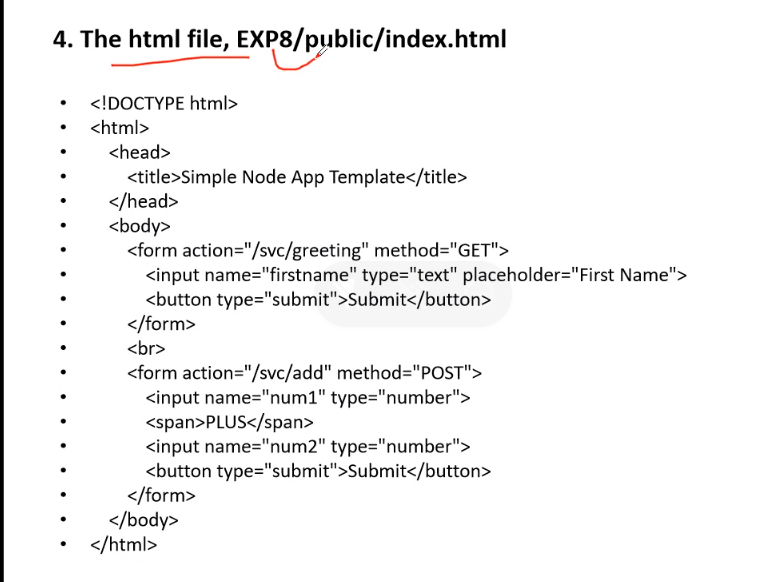 4. The html file, EXP8/public/index.html
• <!DOCTYPE html>
• <html>
• <head>
• <title>Simple Node App Template</title>
• </head>
• <body>
• <form action="/svc/greeting" method="GET">
• <input name="firstname" type="text" placeholder="First Name">
• <button type="submit">Submit</button>
• </form>
• <br>
• <form action="/svc/add" method="POST">
• <input name="num1" type="number">
• <span>PLUS</span>
• <input name="num2" type="number">
• <button type="submit">Submit</button>
• </form>
• </body>
• </html>